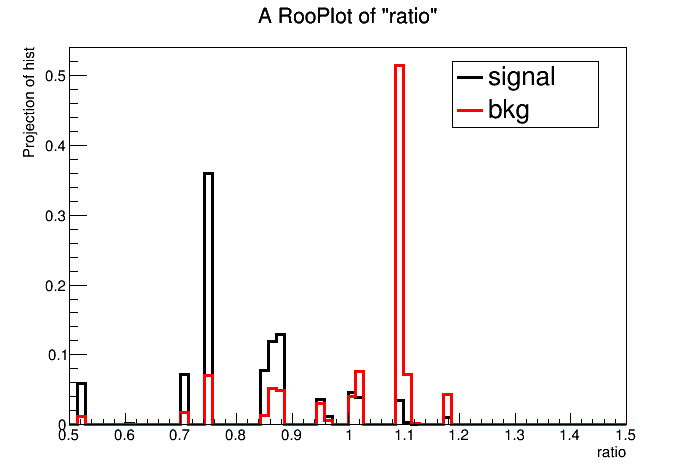 A RooPlot of "ratio"
Projection of hist
signal
bkg
0.5
0.4
0.3
0.2
0.1
0
0.5 0.6 0.7 0.8 0.9 1 1.1 1.2 1.3 1.4 1.5
ratio